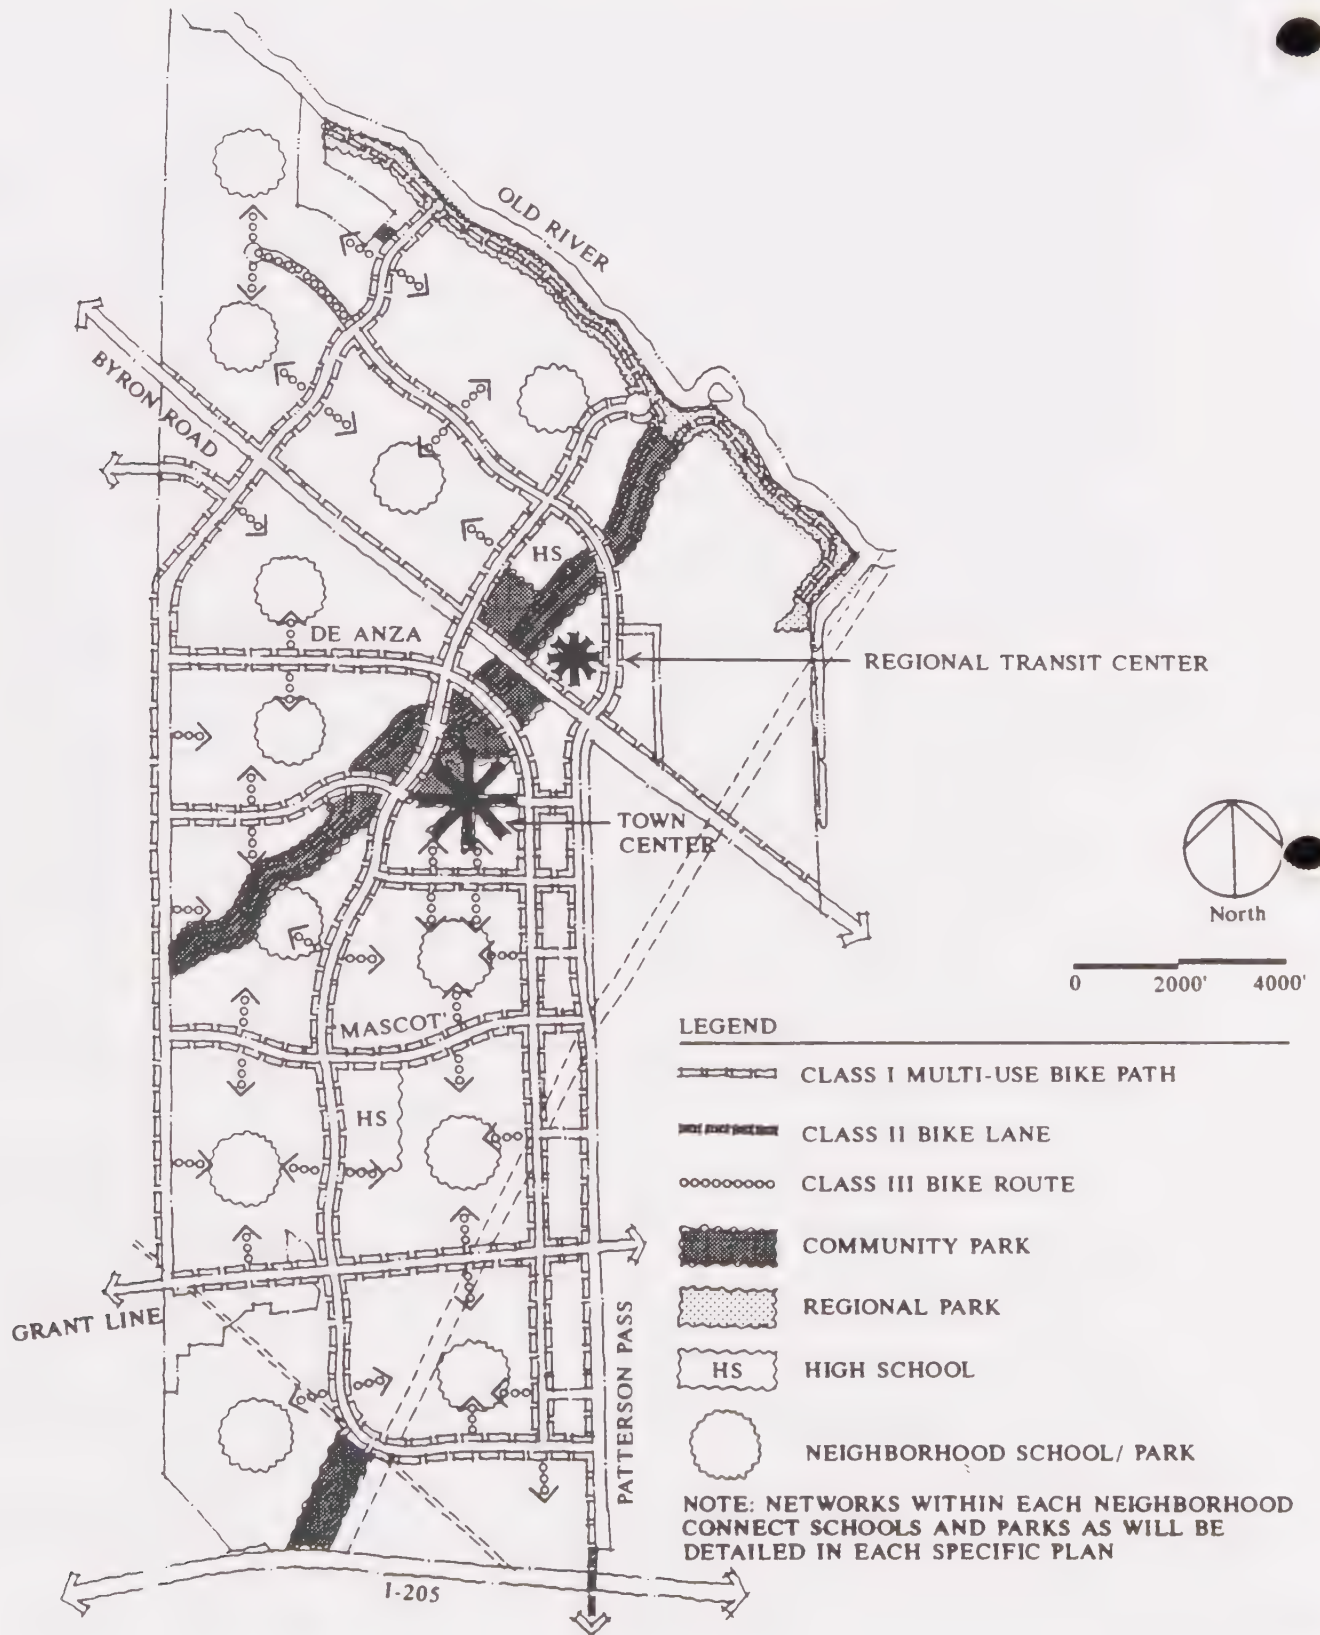 OLD RIVER
BYRON ROAD
HS
DE ANZA
REGIONAL TRANSIT CENTER
TOWN
CENTER
North
0 2000' 4000'
MASCOT'
HS
GRANT LINE
PATTERSON PASS
I-205
LEGEND
CLASS I MULTI-USE BIKE PATH
CLASS II BIKE LANE
CLASS III BIKE ROUTE
COMMUNITY PARK
REGIONAL PARK
HS HIGH SCHOOL
NEIGHBORHOOD SCHOOL/ PARK
NOTE: NETWORKS WITHIN EACH NEIGHBORHOOD
CONNECT SCHOOLS AND PARKS AS WILL BE
DETAILED IN EACH SPECIFIC PLAN